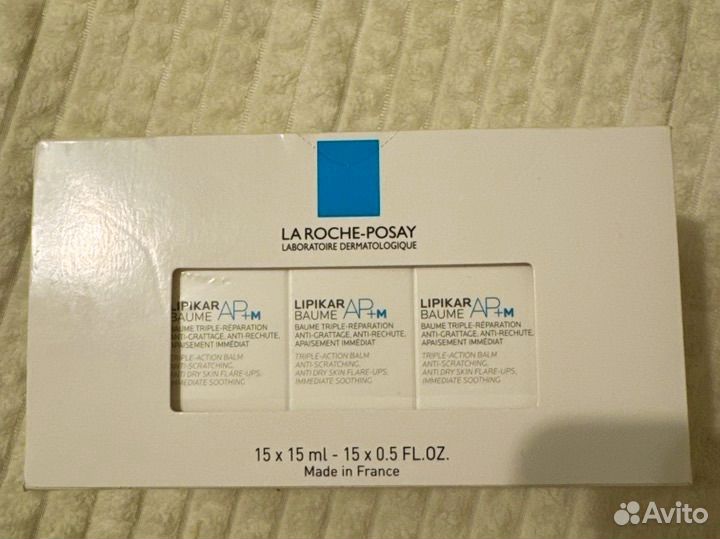 LA ROCHE-POSAY
LABORATOIRE DERMATOLOGIQUE
LIPIKAR
BAUME AP+M
BAUME TRIPLE-RÉPARATION
ANTI-GRATTAGE, ANTI-RECHUTE,
APAISEMENT IMMÉDIAT
TRIPLE-ACTION BALM
ANTI-SCRATCHING,
ANTI DRY SKIN FLARE-UPS,
IMMEDIATE SOOTHING
LIPIKAR
BAUME AP+M
BAUME TRIPLE-RÉPARATION
ANTI-GRATTAGE, ANTI-RECHUTE,
APAISEMENT IMMÉDIAT
TRIPLE-ACTION BALM
ANTI-SCRATCHING,
ANTI DRY SKIN FLARE-UPS,
IMMEDIATE SOOTHING
LIPIKAR
BAUME AP+M
BAUME TRIPLE-RÉPARATION
ANTI-GRATTAGE, ANTI-RECHUTE,
APAISEMENT IMMÉDIAT
TRIPLE-ACTION BALM
ANTI-SCRATCHING,
ANTI DRY SKIN FLARE-UPS,
IMMEDIATE SOOTHING
15 x 15 ml - 15 x 0.5 FL.OZ.
Made in France
Avito